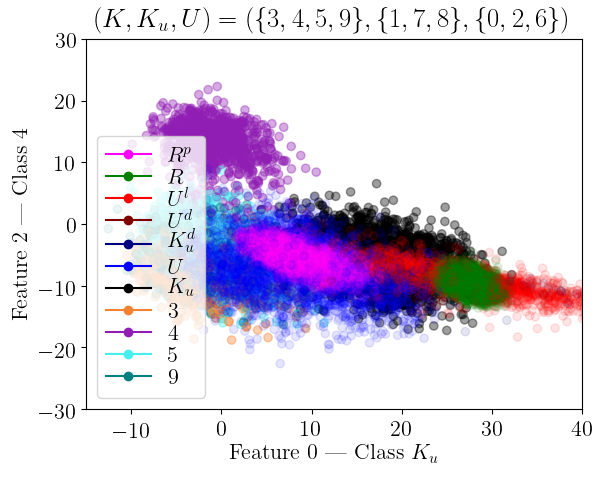 (K, K_u, U) = ({3, 4, 5, 9}, {1, 7, 8}, {0, 2, 6})
Feature 2 — Class 4
30
20
10
0
−10
−20
−30
R^p
R
U^l
U^d
K_u^d
U
K_u
3
4
5
9
−10 0 10 20 30 40
Feature 0 — Class K_u